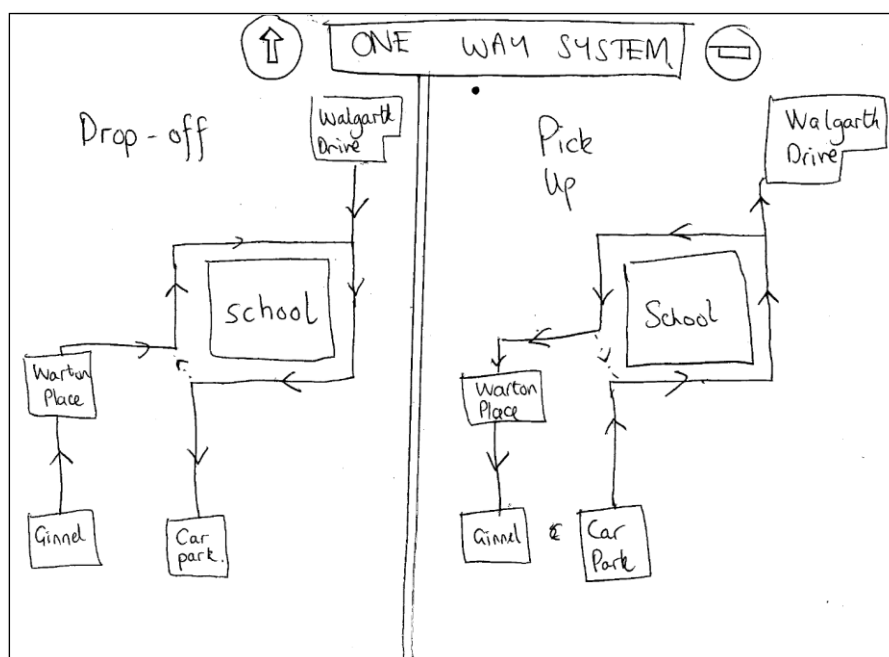 ONE WAY SYSTEM
Drop-off
Walgarth
Drive
School
Warton
Place
Ginnel
Car
park.
Pick
Up
Walgarth
Drive
School
Warton
Place
Ginnel
Car
Park